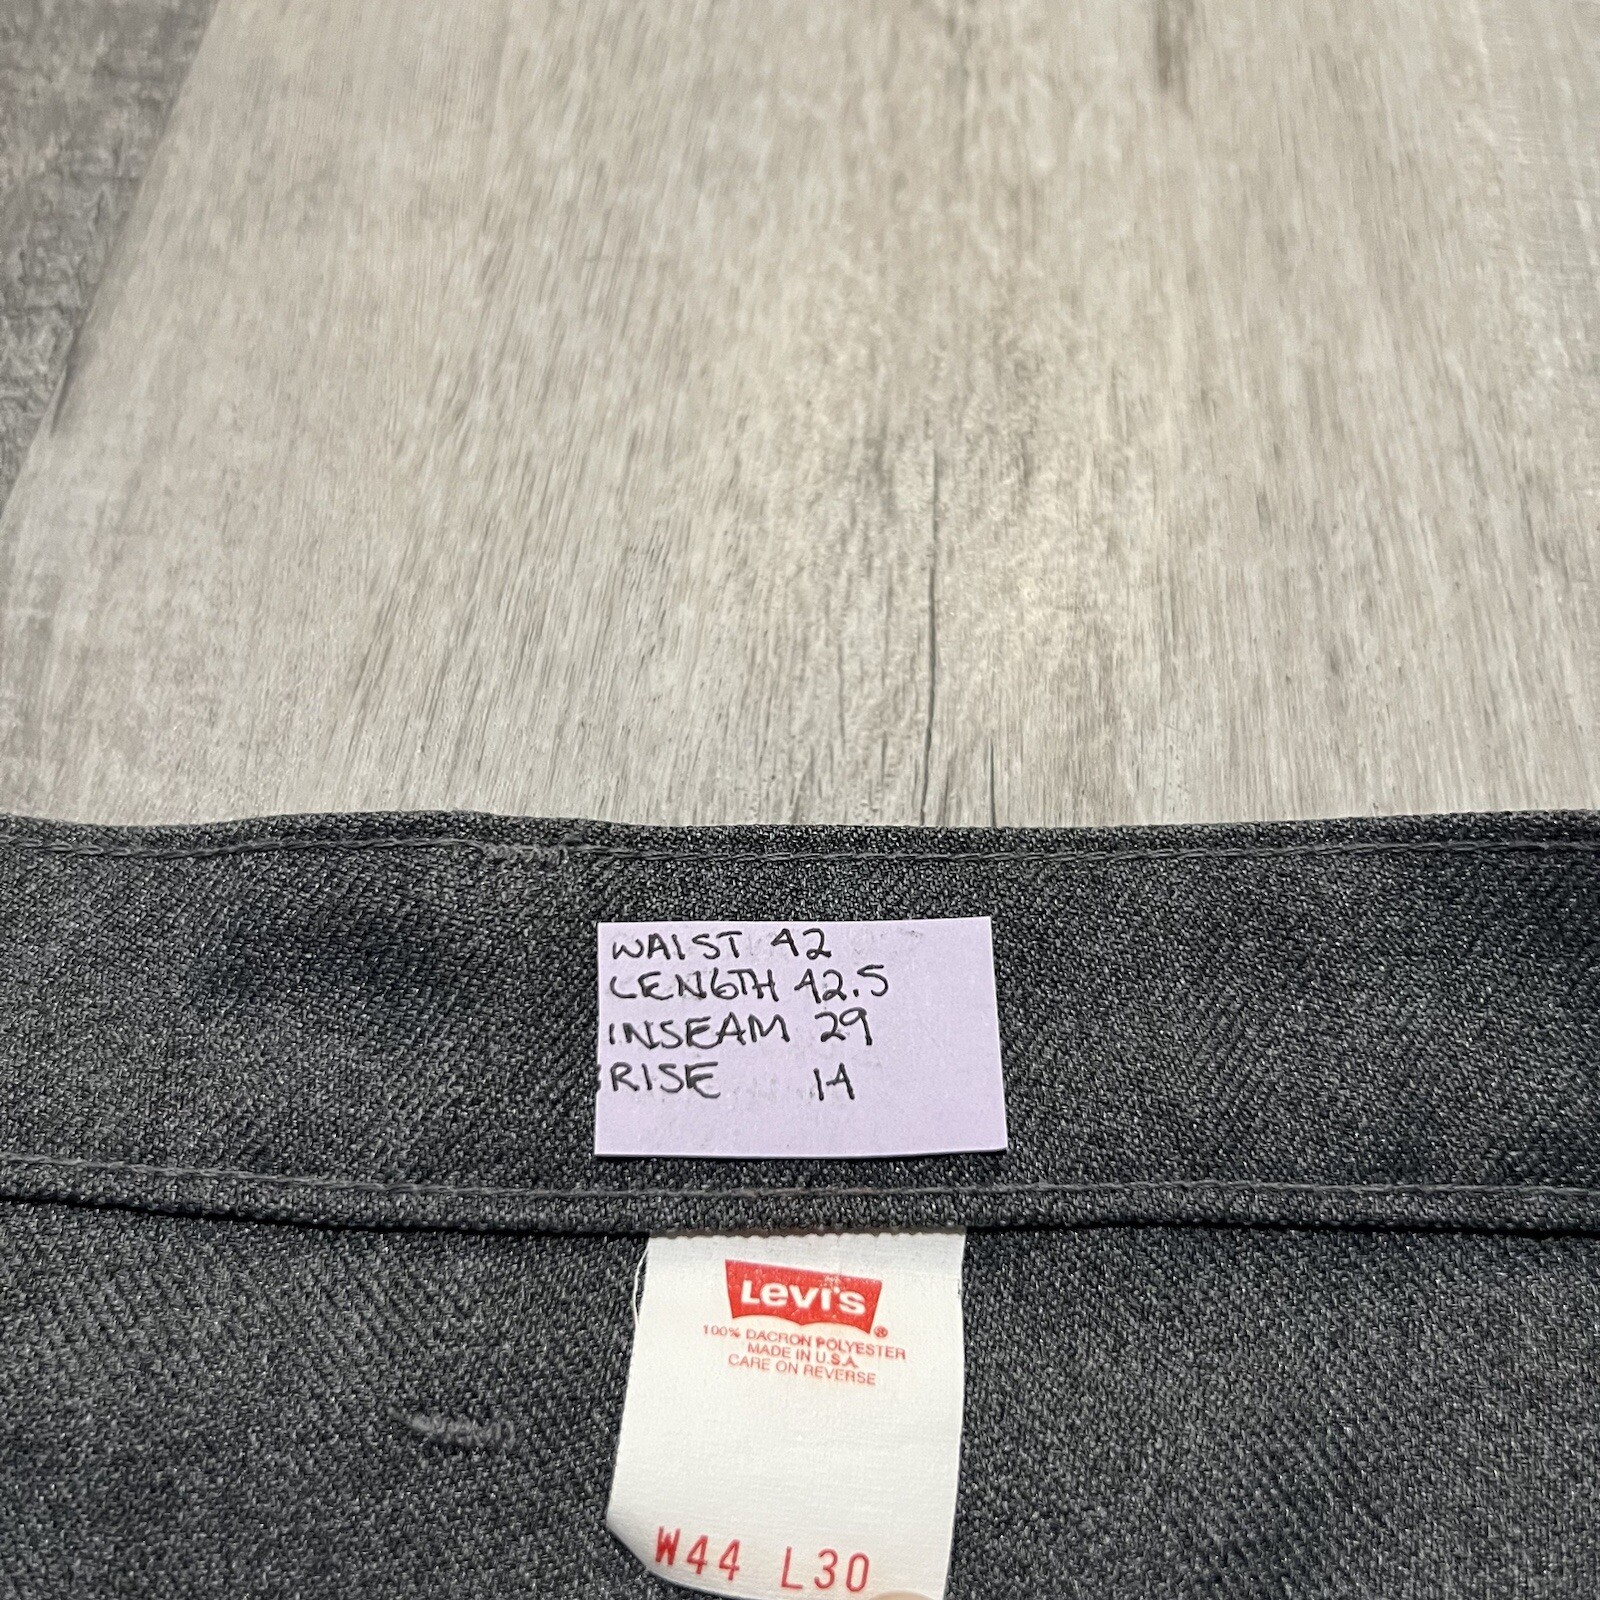 WAIST 42
LENGTH 42.5
INSEAM 29
RISE 14
Levi's®
100% DACRON POLYESTER
MADE IN U.S.A.
CARE ON REVERSE
W44 L30